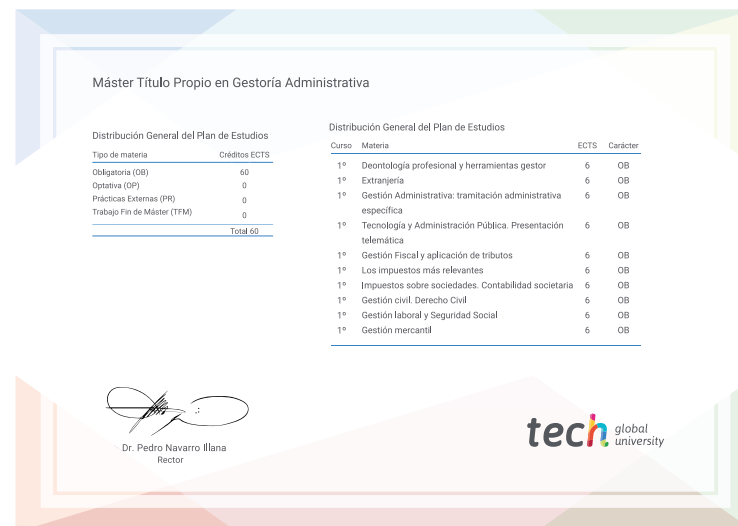 Máster Título Propio en Gestoría Administrativa
Distribución General del Plan de Estudios
Tipo de materia Créditos ECTS
Obligatoria (OB) 60
Optativa (OP) 0
Prácticas Externas (PR) 0
Trabajo Fin de Máster (TFM) 0
Total 60
Distribución General del Plan de Estudios
Curso Materia ECTS Carácter
1º Deontología profesional y herramientas gestor 6 OB
1º Extranjería 6 OB
1º Gestión Administrativa: tramitación administrativa 6 OB
específica
1º Tecnología y Administración Pública. Presentación 6 OB
telemática
1º Gestión Fiscal y aplicación de tributos 6 OB
1º Los impuestos más relevantes 6 OB
1º Impuestos sobre sociedades. Contabilidad societaria 6 OB
1º Gestión civil. Derecho Civil 6 OB
1º Gestión laboral y Seguridad Social 6 OB
1º Gestión mercantil 6 OB
Dr. Pedro Navarro Illana
Rector
tech global
university